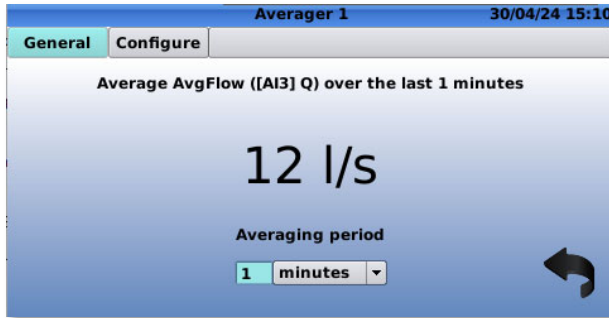 Averager 1 30/04/24 15:10
General Configure
Average AvgFlow ([AI3] Q) over the last 1 minutes
12 l/s
Averaging period
1 minutes